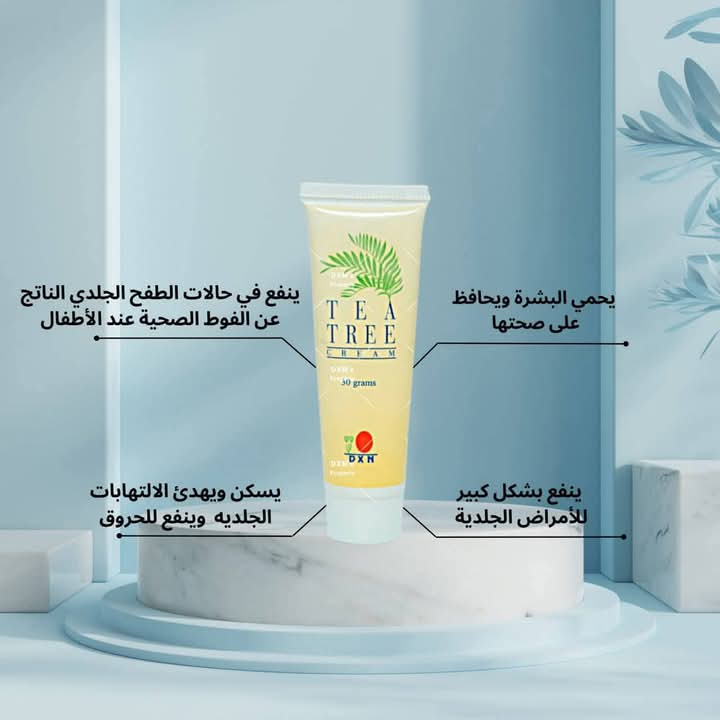 ينفع في حالات الطفح الجلدي الناتج
عن الفوط الصحية عند الأطفال
يحمي البشرة ويحافظ
على صحتها
TEA
TREE
CREAM
30 grams
DXN
يسكن ويهدئ الالتهابات
الجلديه وينفع للحروق
ينفع بشكل كبير
للأمراض الجلدية